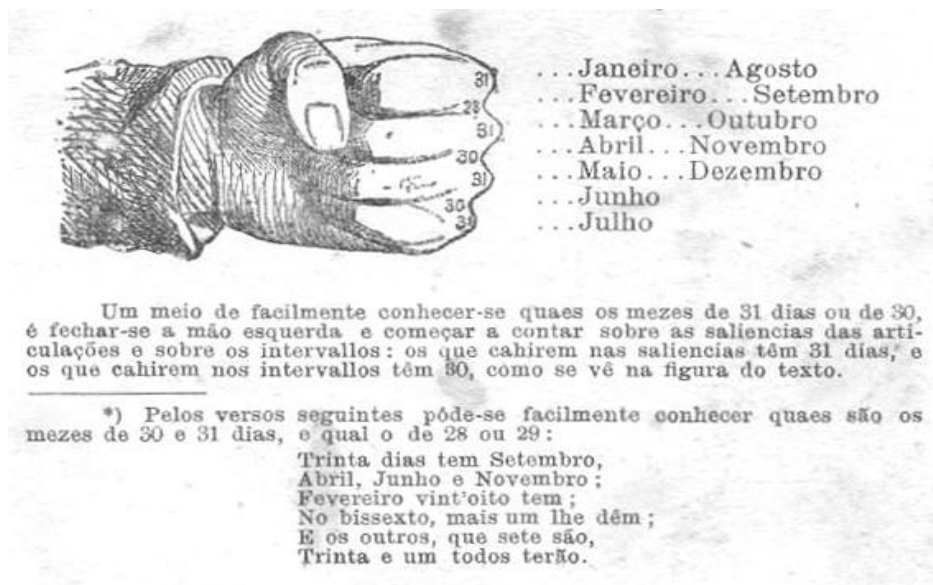 31 ...Janeiro...Agosto
28 ...Fevereiro...Setembro
31 ...Março...Outubro
30 ...Abril...Novembro
31 ...Maio...Dezembro
30 ...Junho
31 ...Julho
Um meio de facilmente conhecer-se quaes os mezes de 31 dias ou de 30,
é fechar-se a mão esquerda e começar a contar sobre as saliencias das arti-
culações e sobre os intervallos: os que cahirem nas saliencias têm 31 dias, e
os que cahirem nos intervallos têm 30, como se vê na figura do texto.
*) Pelos versos seguintes póde-se facilmente conhecer quaes são os
mezes de 30 e 31 dias, e qual o de 28 ou 29:
Trinta dias tem Setembro,
Abril, Junho e Novembro;
Fevereiro vint'oito tem;
No bissexto, mais um lhe dêm;
E os outros, que sete são,
Trinta e um todos terão.